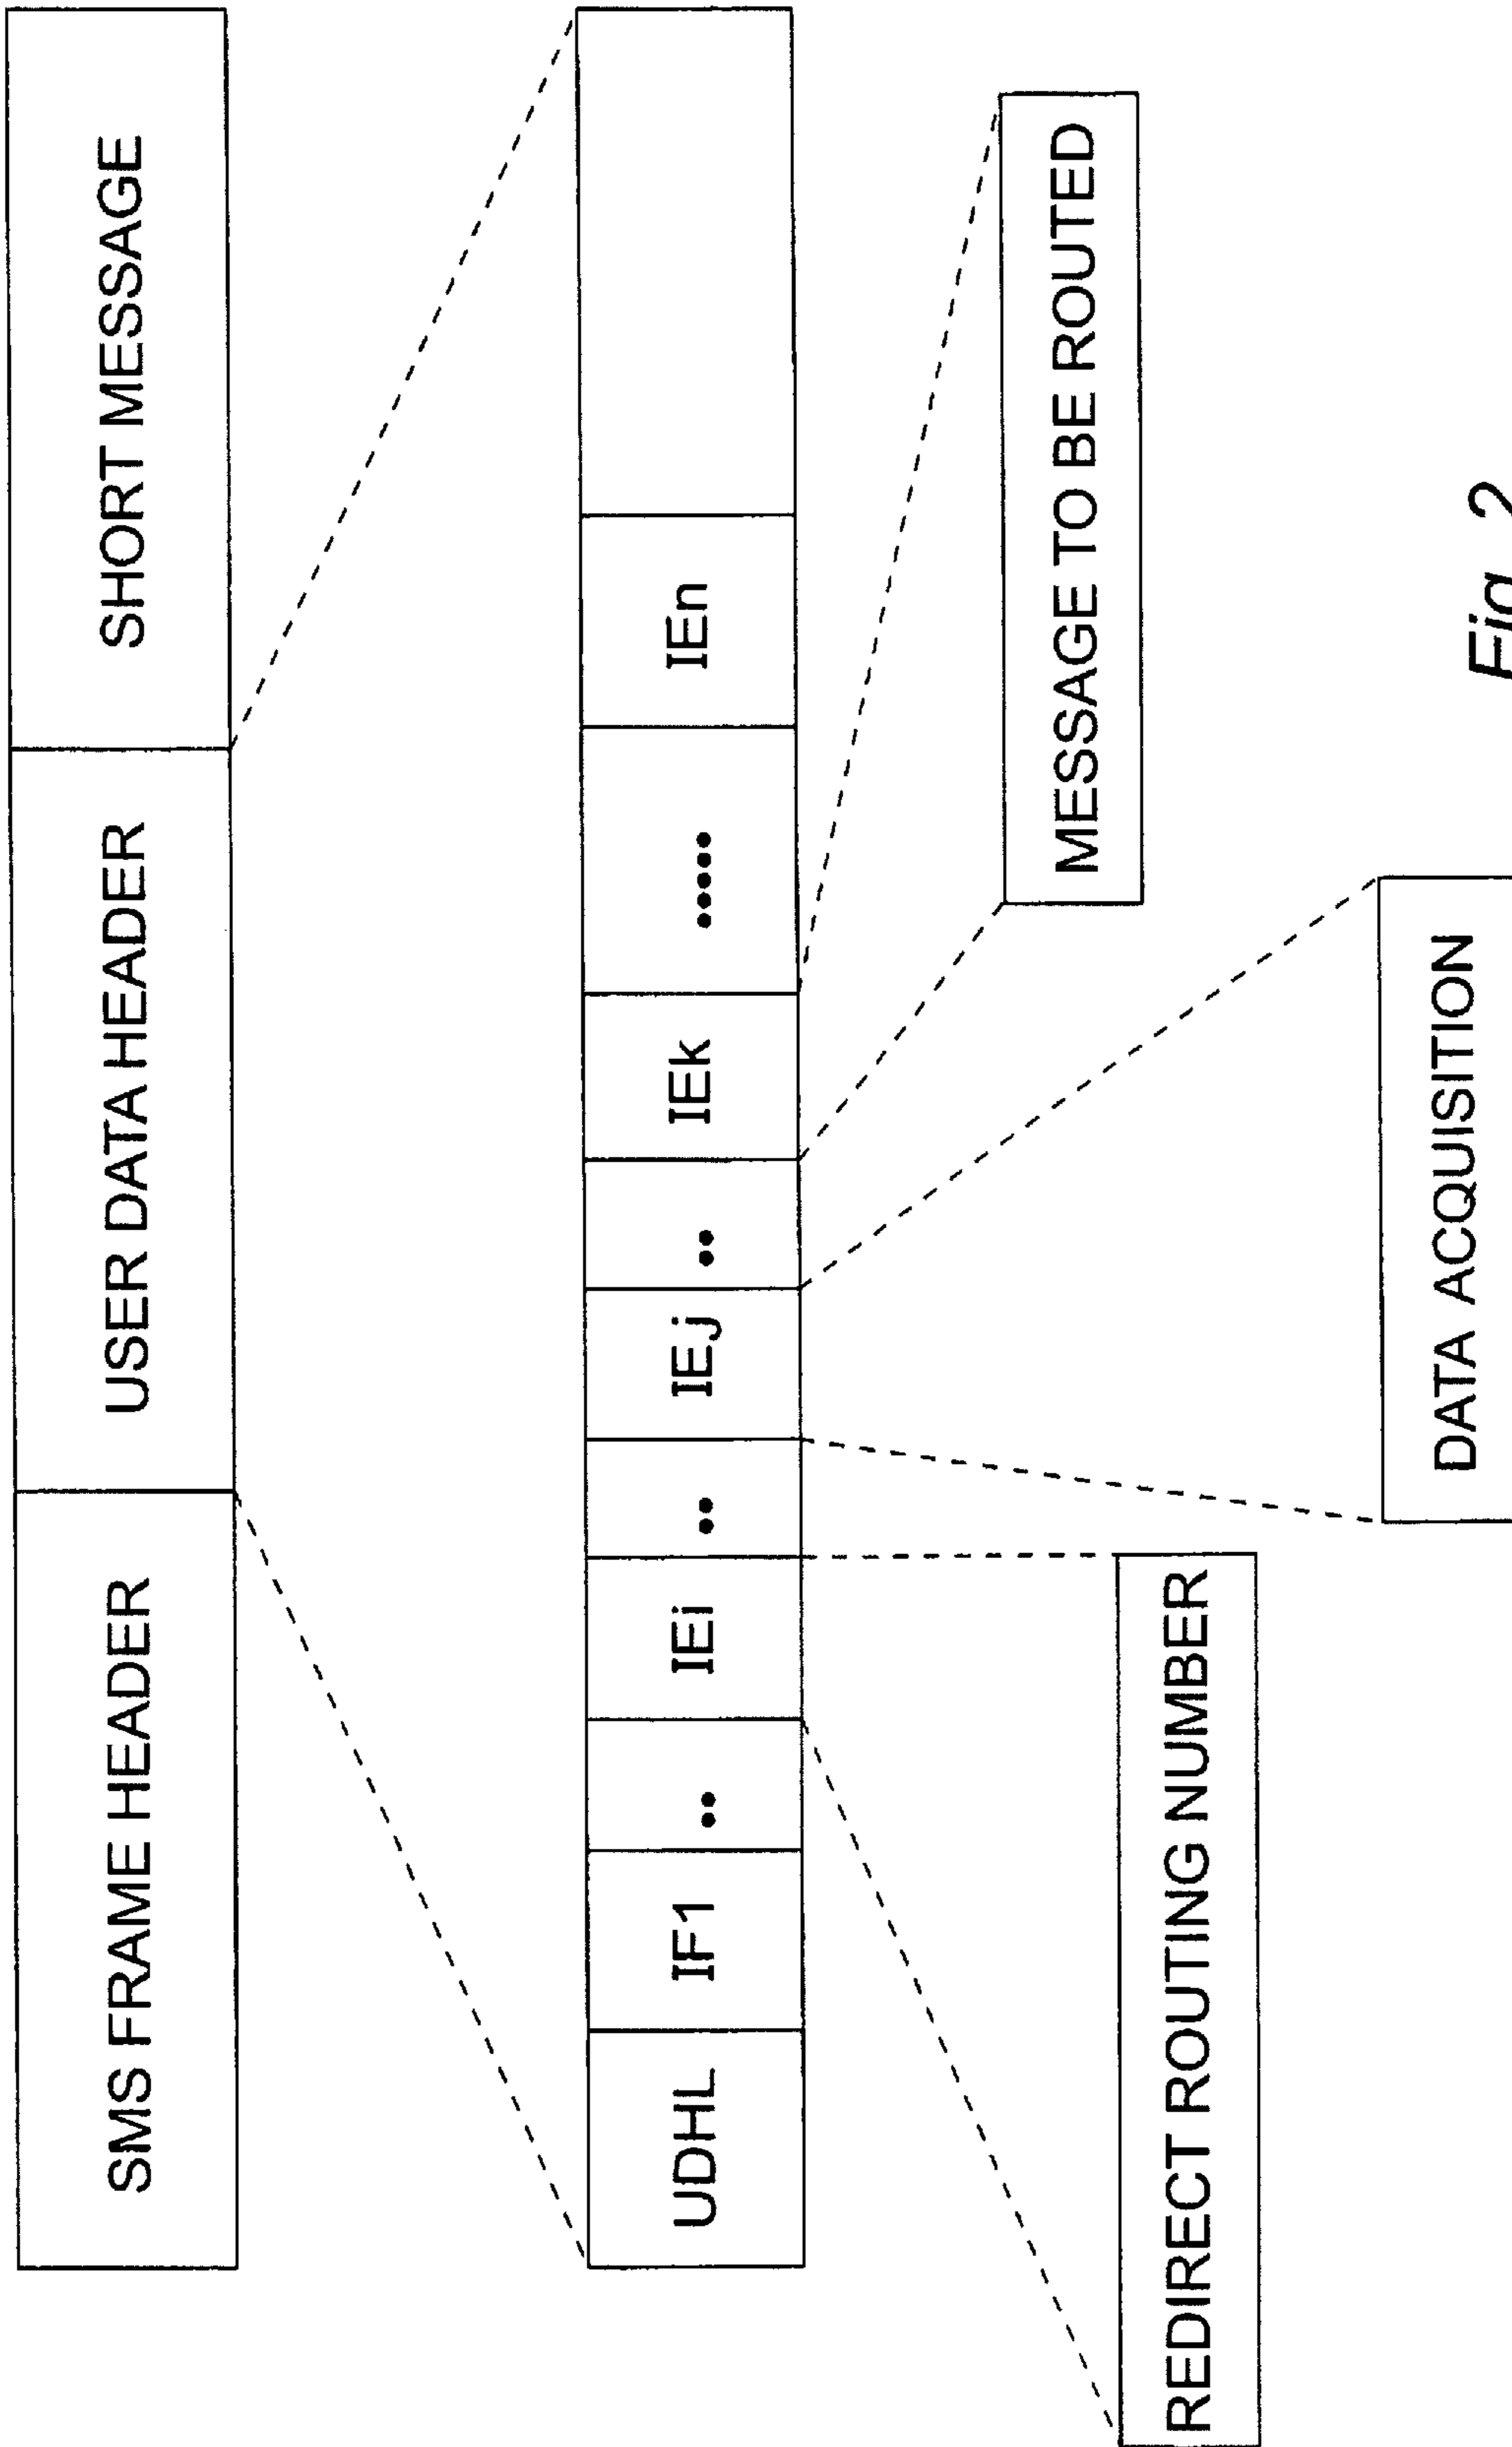 SMS FRAME HEADER
USER DATA HEADER
SHORT MESSAGE
UDHL
IF1
..
IEi
..
IEj
..
IEk
.....
IEn
MESSAGE TO BE ROUTED
REDIRECT ROUTING NUMBER
DATA ACQUISITION
Fig. 2